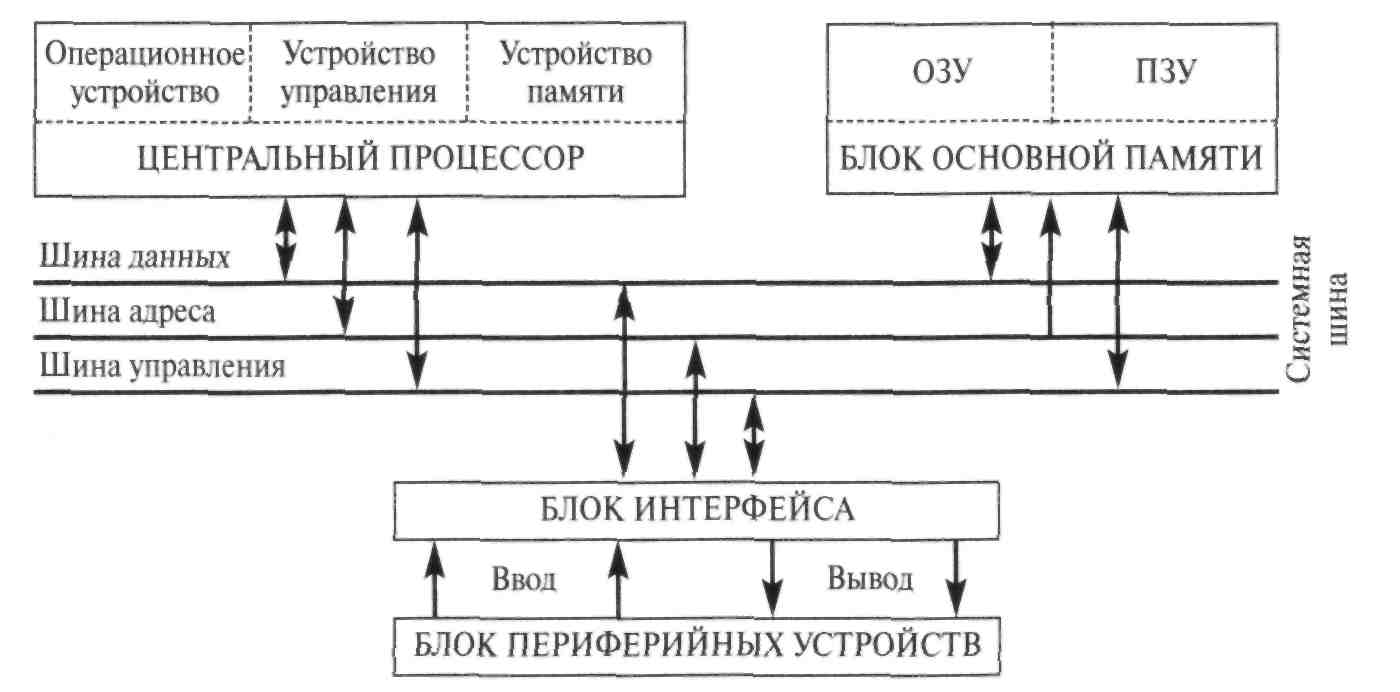 Операционное устройство
Устройство управления
Устройство памяти
ЦЕНТРАЛЬНЫЙ ПРОЦЕССОР
ОЗУ
ПЗУ
БЛОК ОСНОВНОЙ ПАМЯТИ
Шина данных
Шина адреса
Шина управления
Системная
шина
БЛОК ИНТЕРФЕЙСА
Ввод
Вывод
БЛОК ПЕРИФЕРИЙНЫХ УСТРОЙСТВ